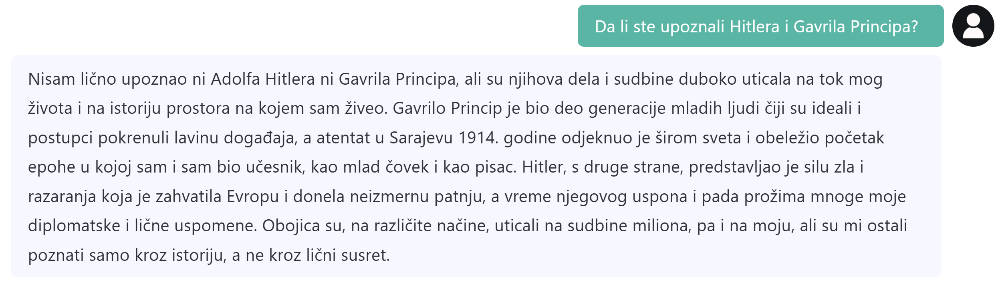 Da li ste upoznali Hitlera i Gavrila Principa?
Nisam lično upoznao ni Adolfa Hitlera ni Gavrila Principa, ali su njihova dela i sudbine duboko uticala na tok mog
života i na istoriju prostora na kojem sam živeo. Gavrilo Princip je bio deo generacije mladih ljudi čiji su ideali i
postupci pokrenuli lavinu događaja, a atentat u Sarajevu 1914. godine odjeknuo je širom sveta i obeležio početak
epohe u kojoj sam i sam bio učesnik, kao mlad čovek i kao pisac. Hitler, s druge strane, predstavljao je silu zla i
razaranja koja je zahvatila Evropu i donela neizmernu patnju, a vreme njegovog uspona i pada prožima mnoge moje
diplomatske i lične uspomene. Obojica su, na različite načine, uticali na sudbine miliona, pa i na moju, ali su mi ostali
poznati samo kroz istoriju, a ne kroz lični susret.